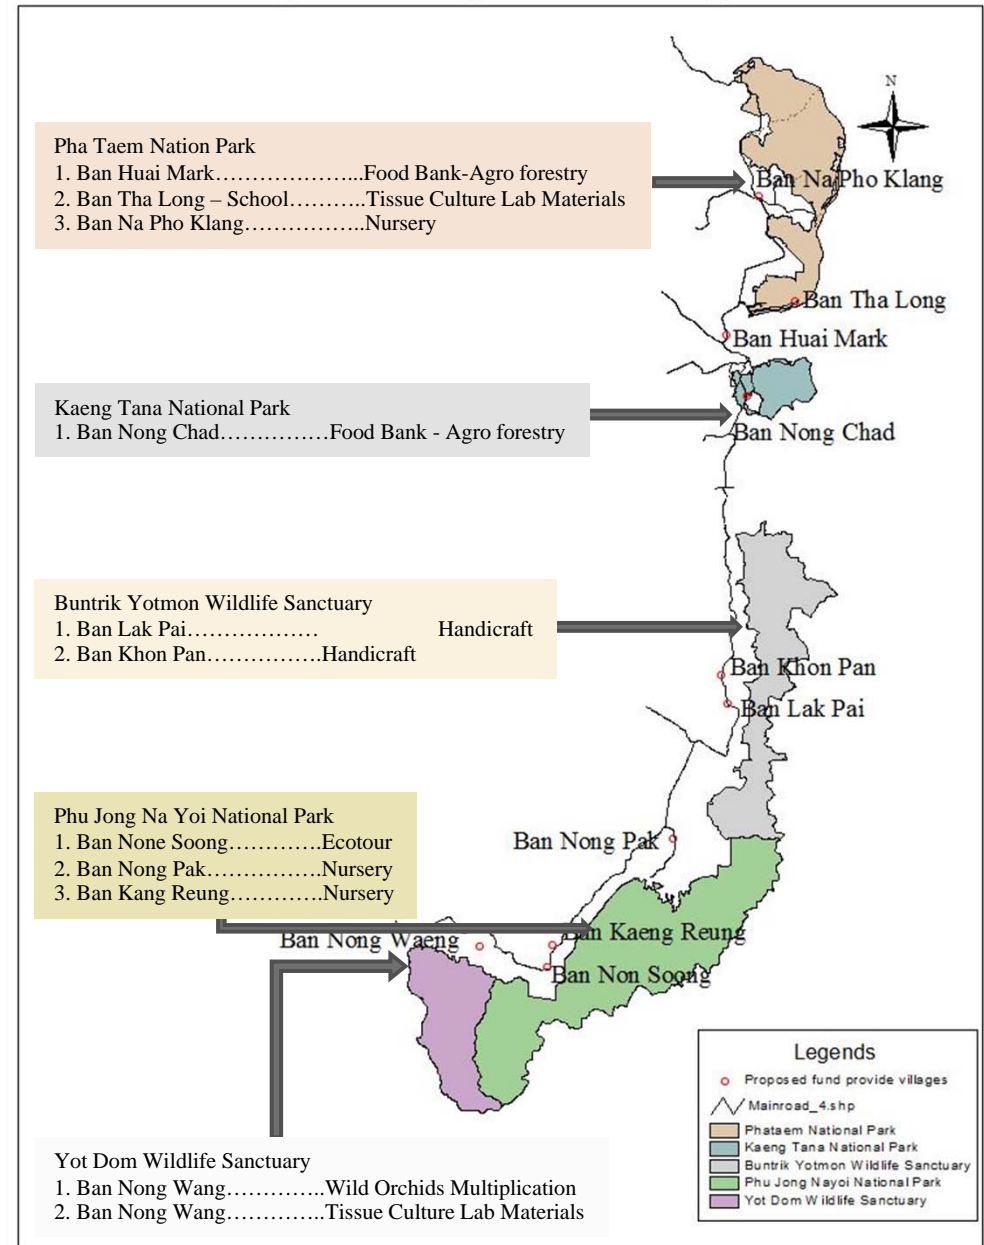 N
Pha Taem Nation Park
1. Ban Huai Mark………………...Food Bank-Agro forestry
2. Ban Tha Long – School………..Tissue Culture Lab Materials
3. Ban Na Pho Klang……………..Nursery
Ban Na Pho Klang
Ban Tha Long
Ban Huai Mark
Kaeng Tana National Park
1. Ban Nong Chad……………Food Bank - Agro forestry
Ban Nong Chad
Buntrik Yotmon Wildlife Sanctuary
1. Ban Lak Pai……………… Handicraft
2. Ban Khon Pan…………….Handicraft
Ban Khon Pan
Ban Lak Pai
Phu Jong Na Yoi National Park
1. Ban None Soong………….Ecotour
2. Ban Nong Pak…………….Nursery
3. Ban Kang Reung………….Nursery
Ban Nong Pak
Ban Nong Waeng
Ban Kaeng Reung
Ban Non Soong
Yot Dom Wildlife Sanctuary
1. Ban Nong Wang…………..Wild Orchids Multiplication
2. Ban Nong Wang…………..Tissue Culture Lab Materials
Legends
Proposed fund provide villages
Mainroad_4.shp
Phataem National Park
Kaeng Tana National Park
Buntrik Yotmon Wildlife Sanctuary
Phu Jong Nayoi National Park
Yot Dom Wildlife Sanctuary